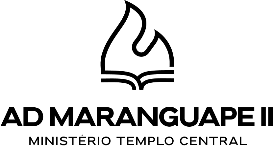 AD MARANGUAPE II
MINISTÉRIO TEMPLO CENTRAL